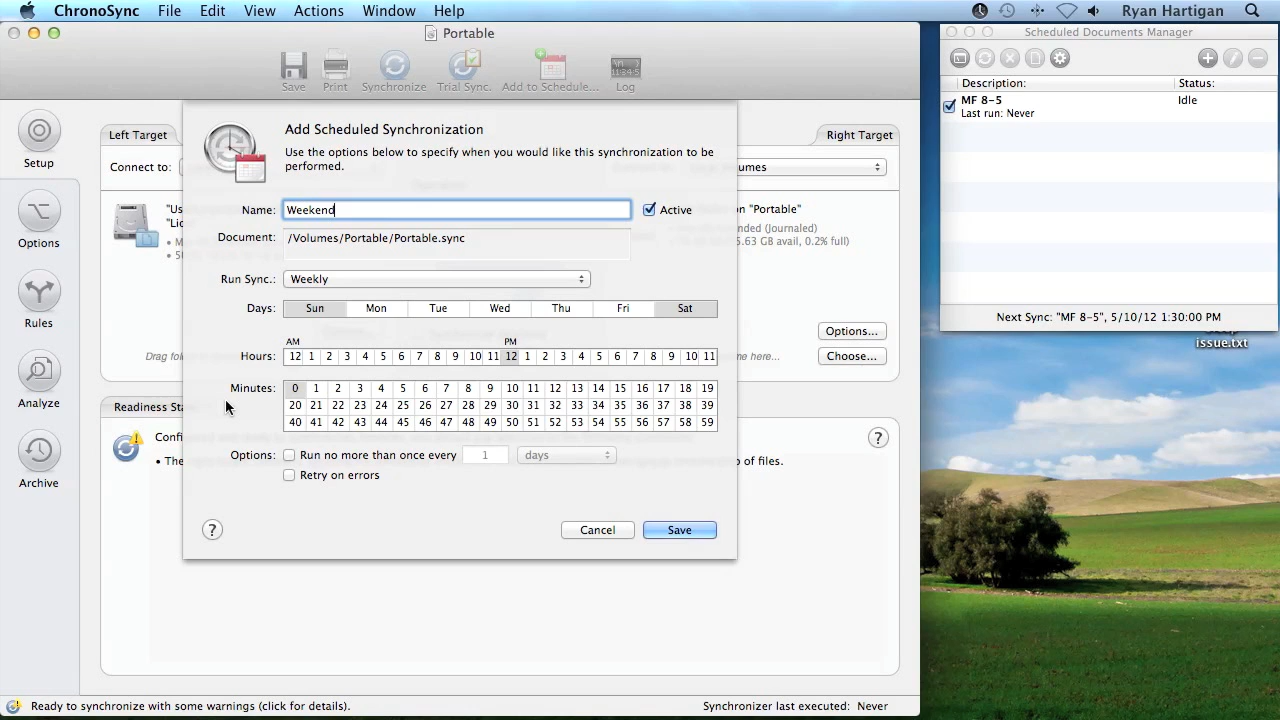 ChronoSync File Edit View Actions Window Help Ryan Hartigan
Portable
Save Print Synchronize Trial Sync. Add to Schedule... Log
Setup
Options
Rules
Analyze
Archive
Left Target
Right Target
Connect to:
Add Scheduled Synchronization
Use the options below to specify when you would like this synchronization to be
performed.
Name: Weekend Active
Document: /Volumes/Portable/Portable.sync
Run Sync.: Weekly
Days: Sun Mon Tue Wed Thu Fri Sat
AM PM
Hours: 12 1 2 3 4 5 6 7 8 9 10 11 12 1 2 3 4 5 6 7 8 9 10 11
Minutes: 0 1 2 3 4 5 6 7 8 9 10 11 12 13 14 15 16 17 18 19
20 21 22 23 24 25 26 27 28 29 30 31 32 33 34 35 36 37 38 39
40 41 42 43 44 45 46 47 48 49 50 51 52 53 54 55 56 57 58 59
Options: Run no more than once every 1 days
Retry on errors
? Cancel Save
Options...
Choose...
Drag
here...
on "Portable"
(Journaled)
GB avail, 0.2% full)
Readiness
?
of files.
Ready to synchronize with some warnings (click for details).
Synchronizer last executed: Never
Scheduled Documents Manager
Description: Status:
MF 8-5 Idle
Last run: Never
Next Sync: "MF 8-5", 5/10/12 1:30:00 PM
issue.txt